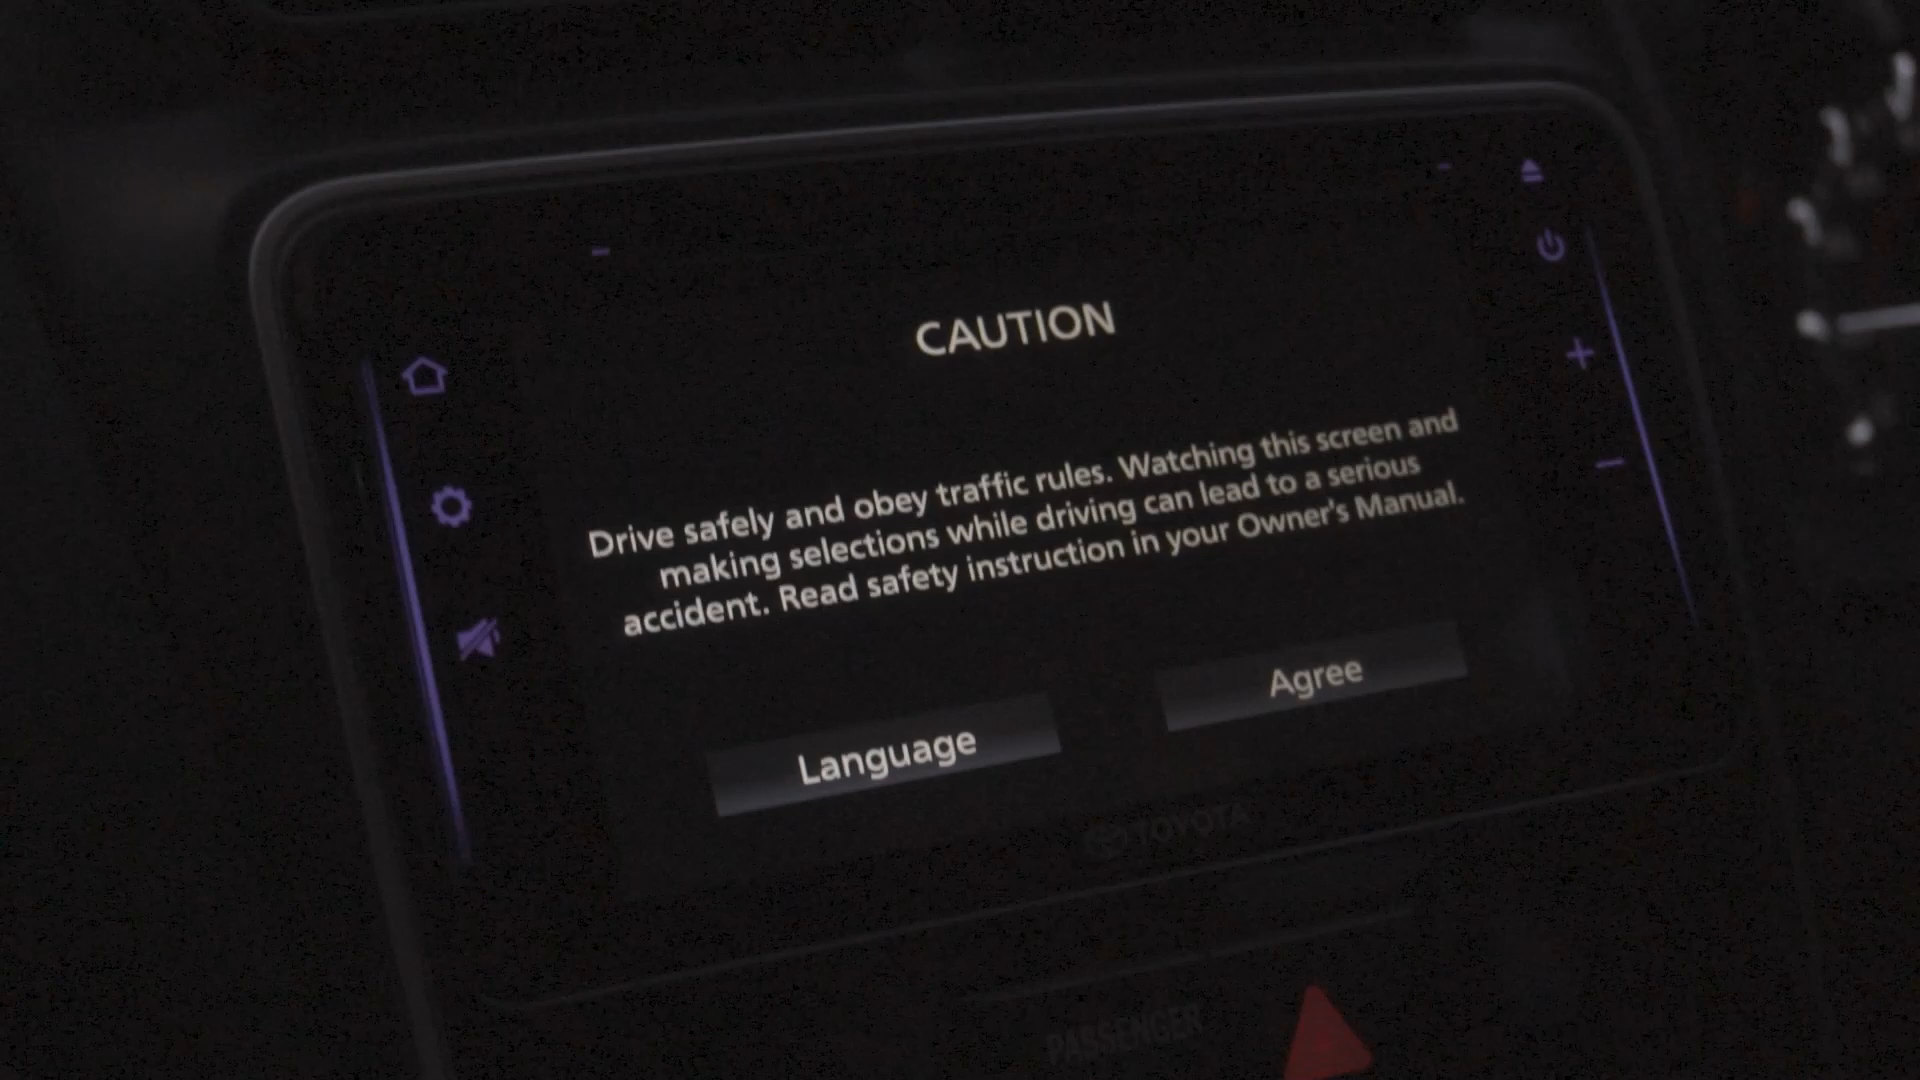 CAUTION
Drive safely and obey traffic rules. Watching this screen and
making selections while driving can lead to a serious
accident. Read safety instruction in your Owner's Manual.
Agree
Language
TOYOTA
PASSENGER